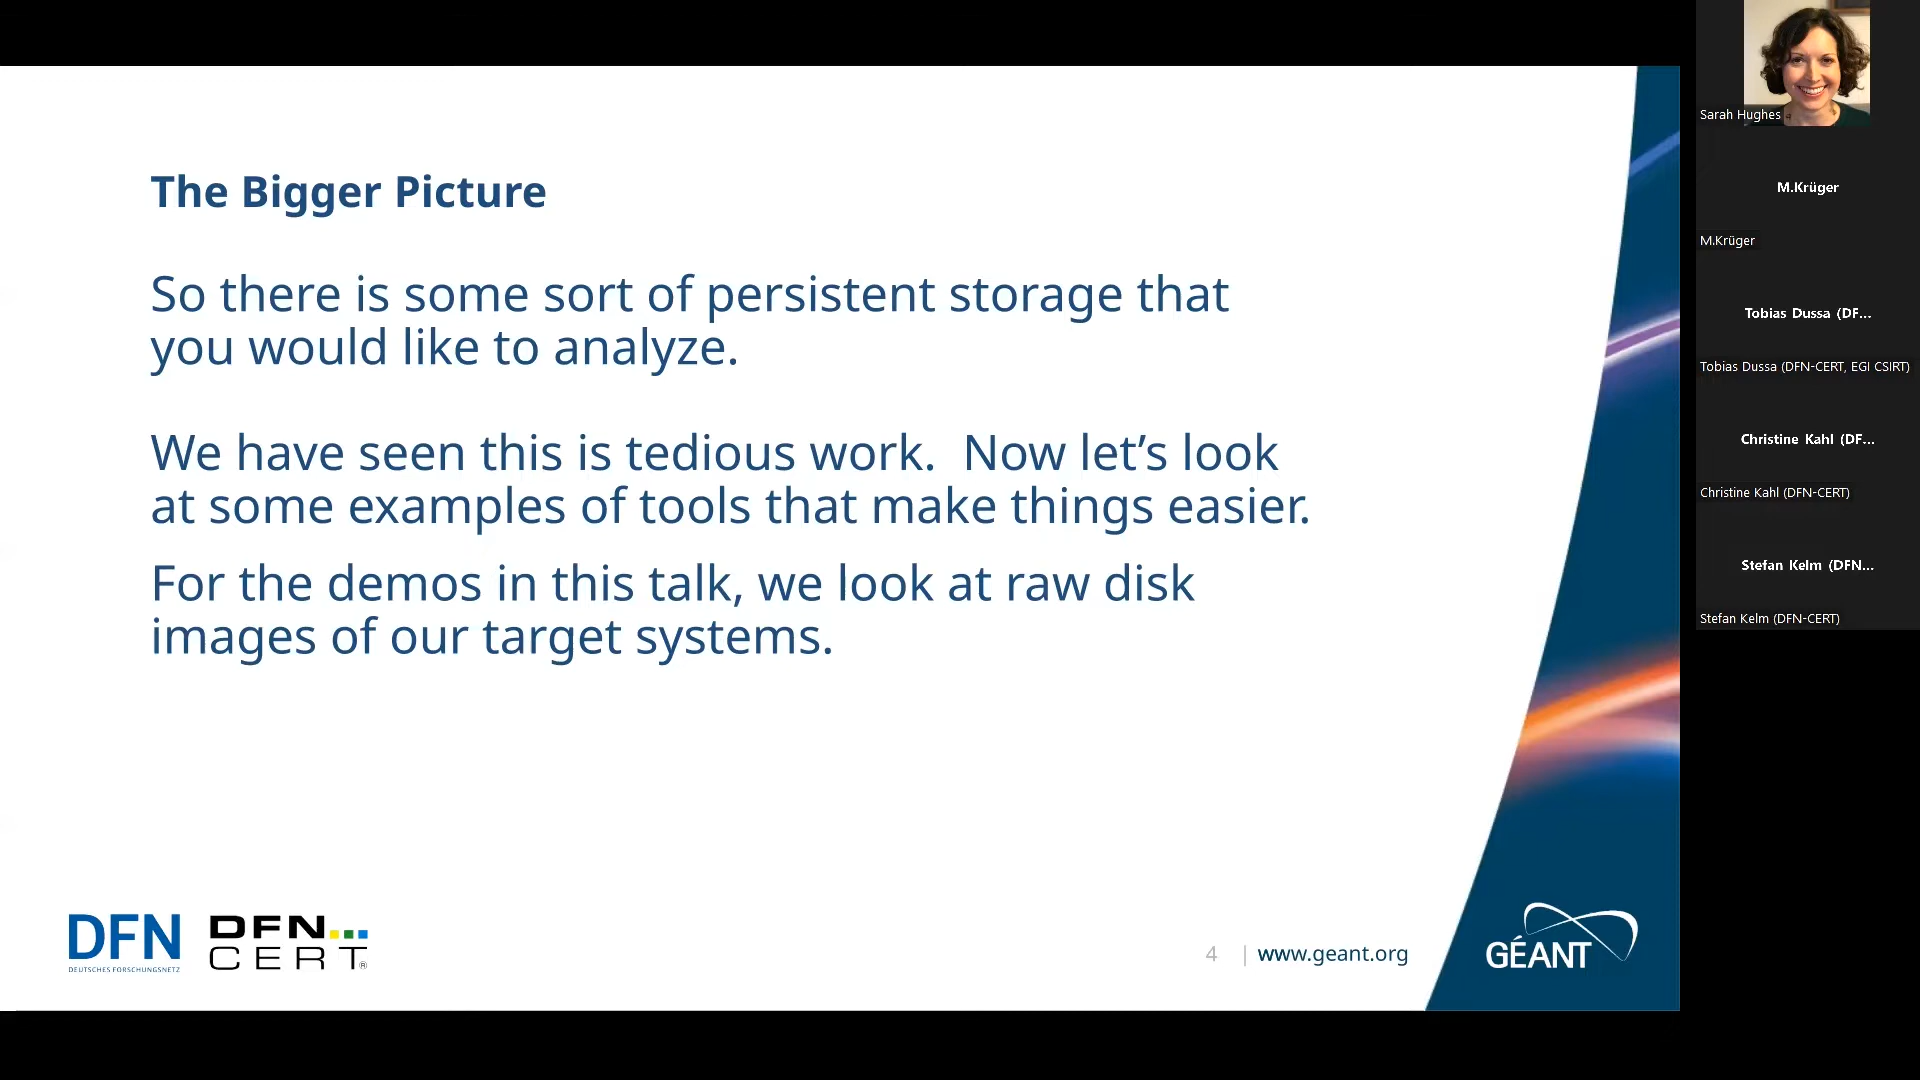 The Bigger Picture
So there is some sort of persistent storage that
you would like to analyze.
We have seen this is tedious work.  Now let’s look
at some examples of tools that make things easier.
For the demos in this talk, we look at raw disk
images of our target systems.
DFN
DEUTSCHES FORSCHUNGSNETZ
DFN
CERT®
4 | www.geant.org
GÉANT
Sarah Hughes
M.Krüger
M.Krüger
Tobias Dussa (DF...
Tobias Dussa (DFN-CERT, EGI CSIRT)
Christine Kahl (DF...
Christine Kahl (DFN-CERT)
Stefan Kelm (DFN...
Stefan Kelm (DFN-CERT)